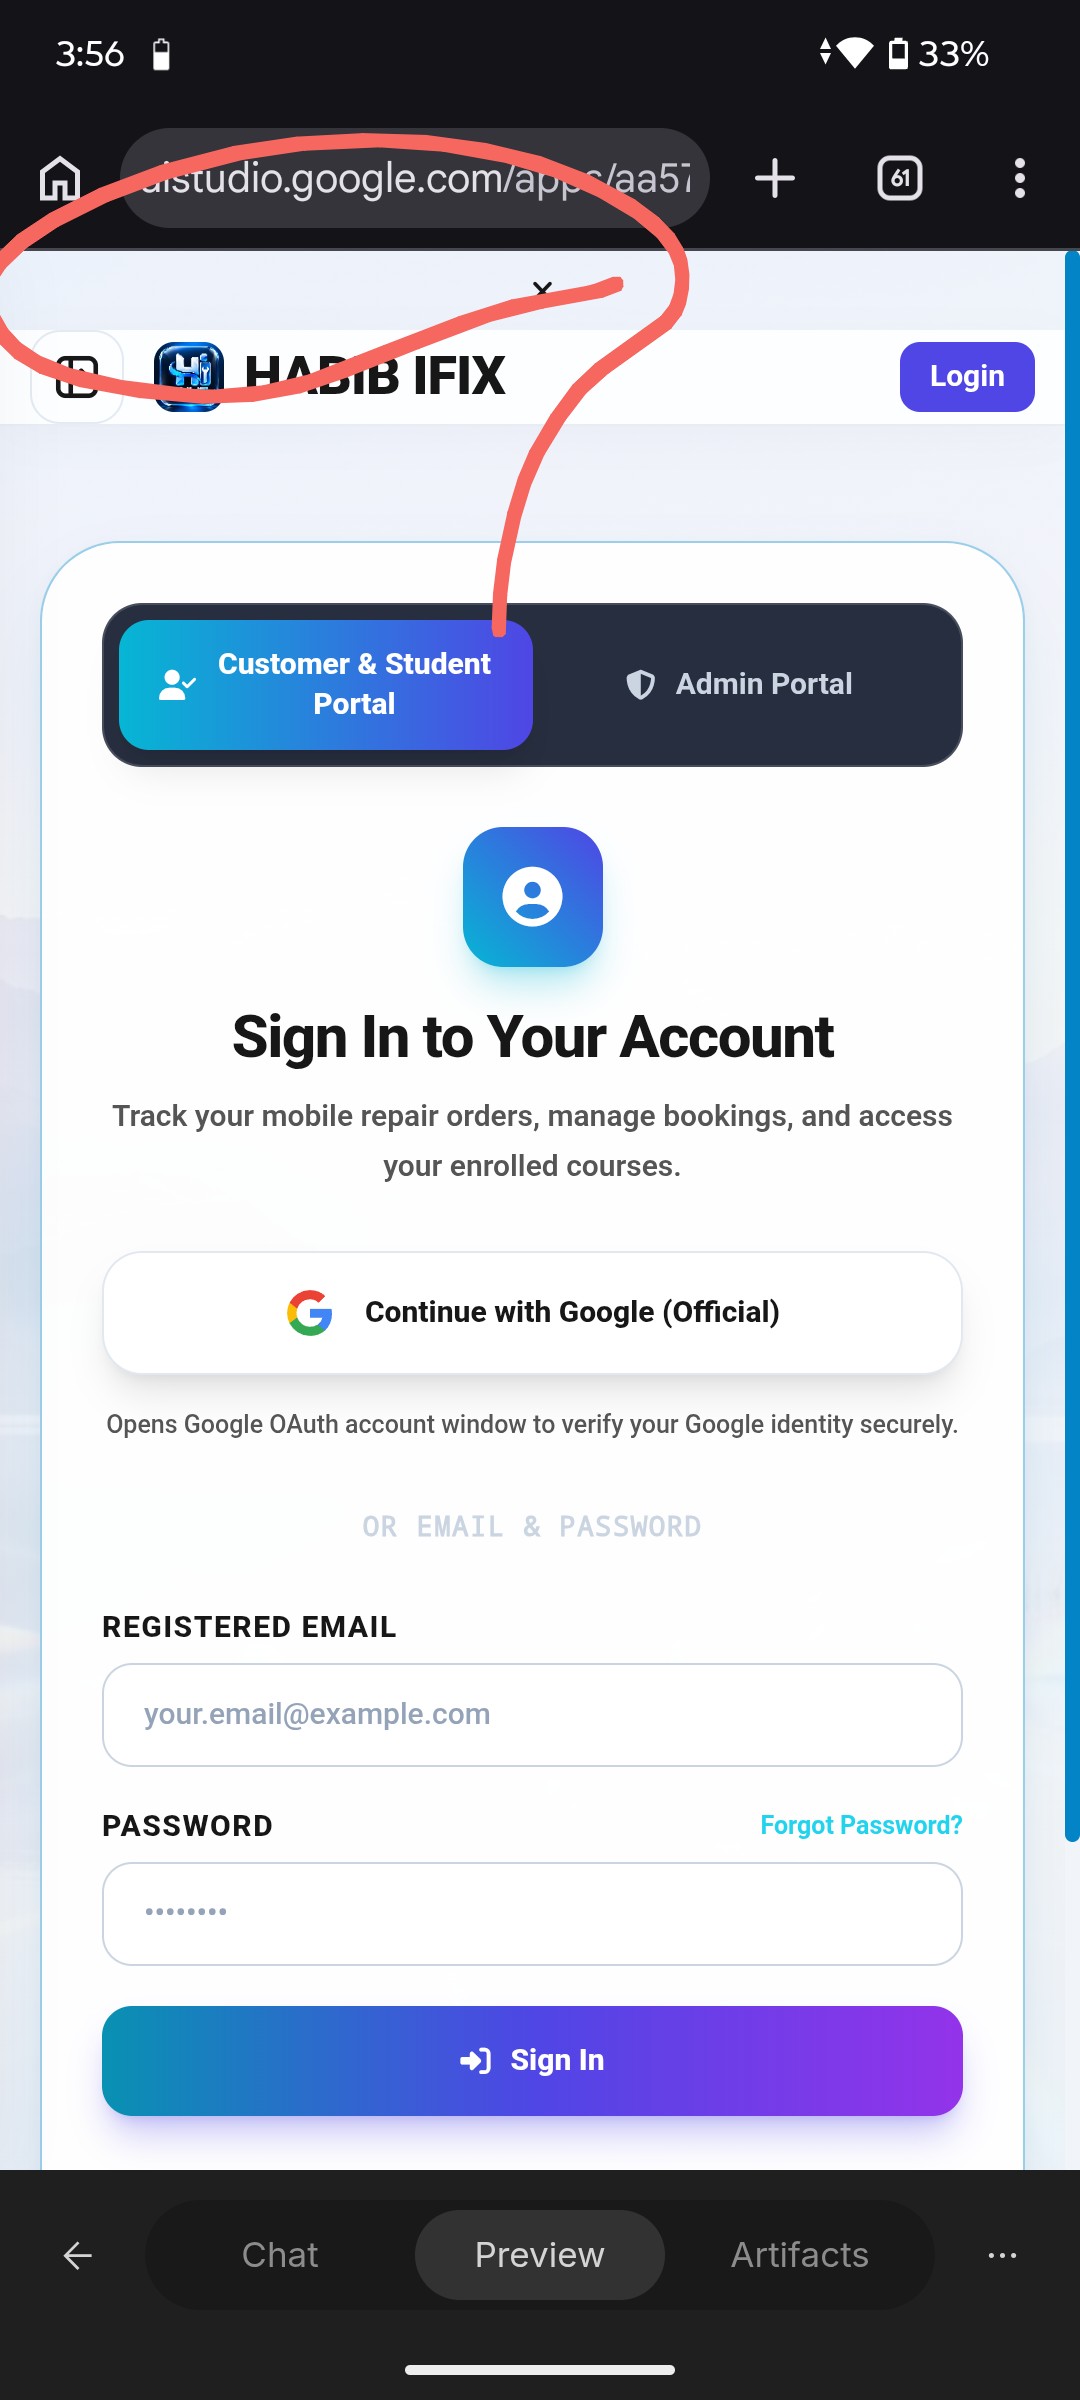 3:56
33%
aistudio.google.com/apps/aa57
61
HABIB IFIX
Login
Customer & Student
Portal
Admin Portal
Sign In to Your Account
Track your mobile repair orders, manage bookings, and access
your enrolled courses.
Continue with Google (Official)
Opens Google OAuth account window to verify your Google identity securely.
OR EMAIL & PASSWORD
REGISTERED EMAIL
your.email@example.com
PASSWORD
Forgot Password?
Sign In
Chat
Preview
Artifacts